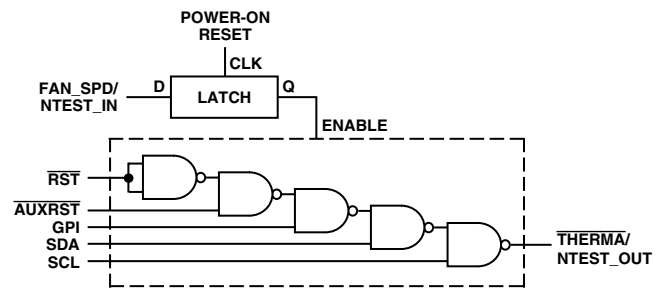 POWER-ON
RESET
CLK
FAN_SPD/
NTEST_IN
D
LATCH
Q
ENABLE
RST
AUXRST
GPI
SDA
SCL
THERMA/
NTEST_OUT